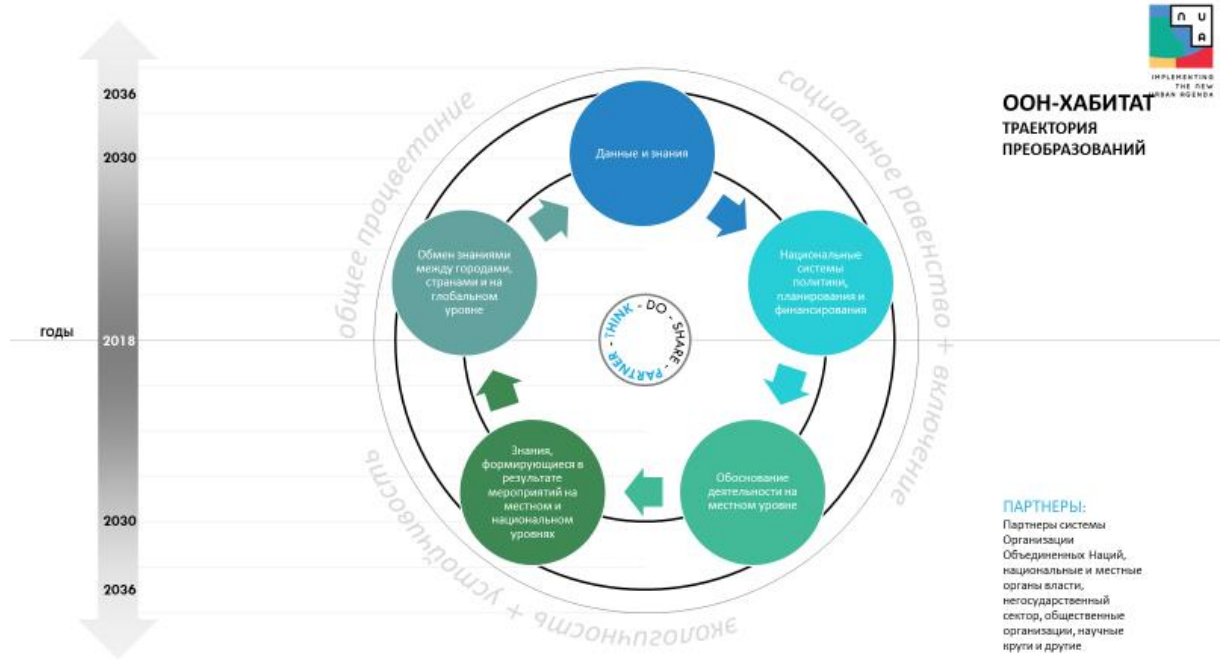 NUA
IMPLEMENTING
THE NEW
URBAN AGENDA
ООН-ХАБИТАТ
ТРАЕКТОРИЯ
ПРЕОБРАЗОВАНИЙ
2036
2030
ГОДЫ
2018
2030
2036
общее процветание
социальное равенство + включение
экологичность + устойчивость
Данные и знания
Национальные
системы
политики,
планирования и
финансирования
Обоснование
деятельности на
местном уровне
Знания,
формирующиеся в
результате
мероприятий на
местном и
национальном
уровнях
Обмен знаниями
между городами,
странами и на
глобальном
уровне
THINK - DO - SHARE - PARTNER -
ПАРТНЕРЫ:
Партнеры системы
Организации
Объединенных Наций,
национальные и местные
органы власти,
негосударственный
сектор, общественные
организации, научные
круги и другие